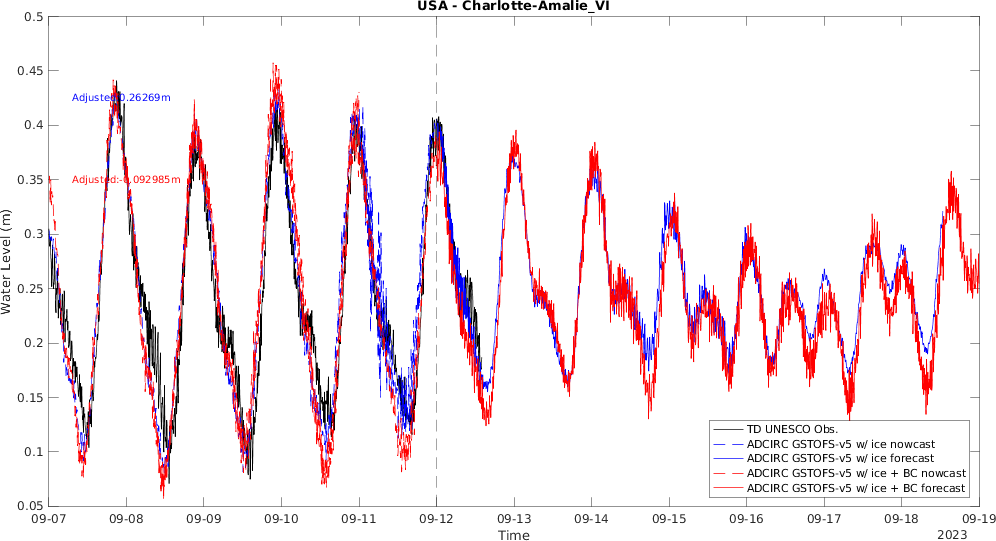 USA - Charlotte-Amalie_VI
0.5
0.45
0.4
0.35
0.3
0.25
0.2
0.15
0.1
0.05
Water Level (m)
Adjusted:0.26269m
Adjusted:-0.092985m
TD UNESCO Obs.
ADCIRC GSTOFS-v5 w/ ice nowcast
ADCIRC GSTOFS-v5 w/ ice forecast
ADCIRC GSTOFS-v5 w/ ice + BC nowcast
ADCIRC GSTOFS-v5 w/ ice + BC forecast
09-07 09-08 09-09 09-10 09-11 09-12 09-13 09-14 09-15 09-16 09-17 09-18 09-19
Time
2023